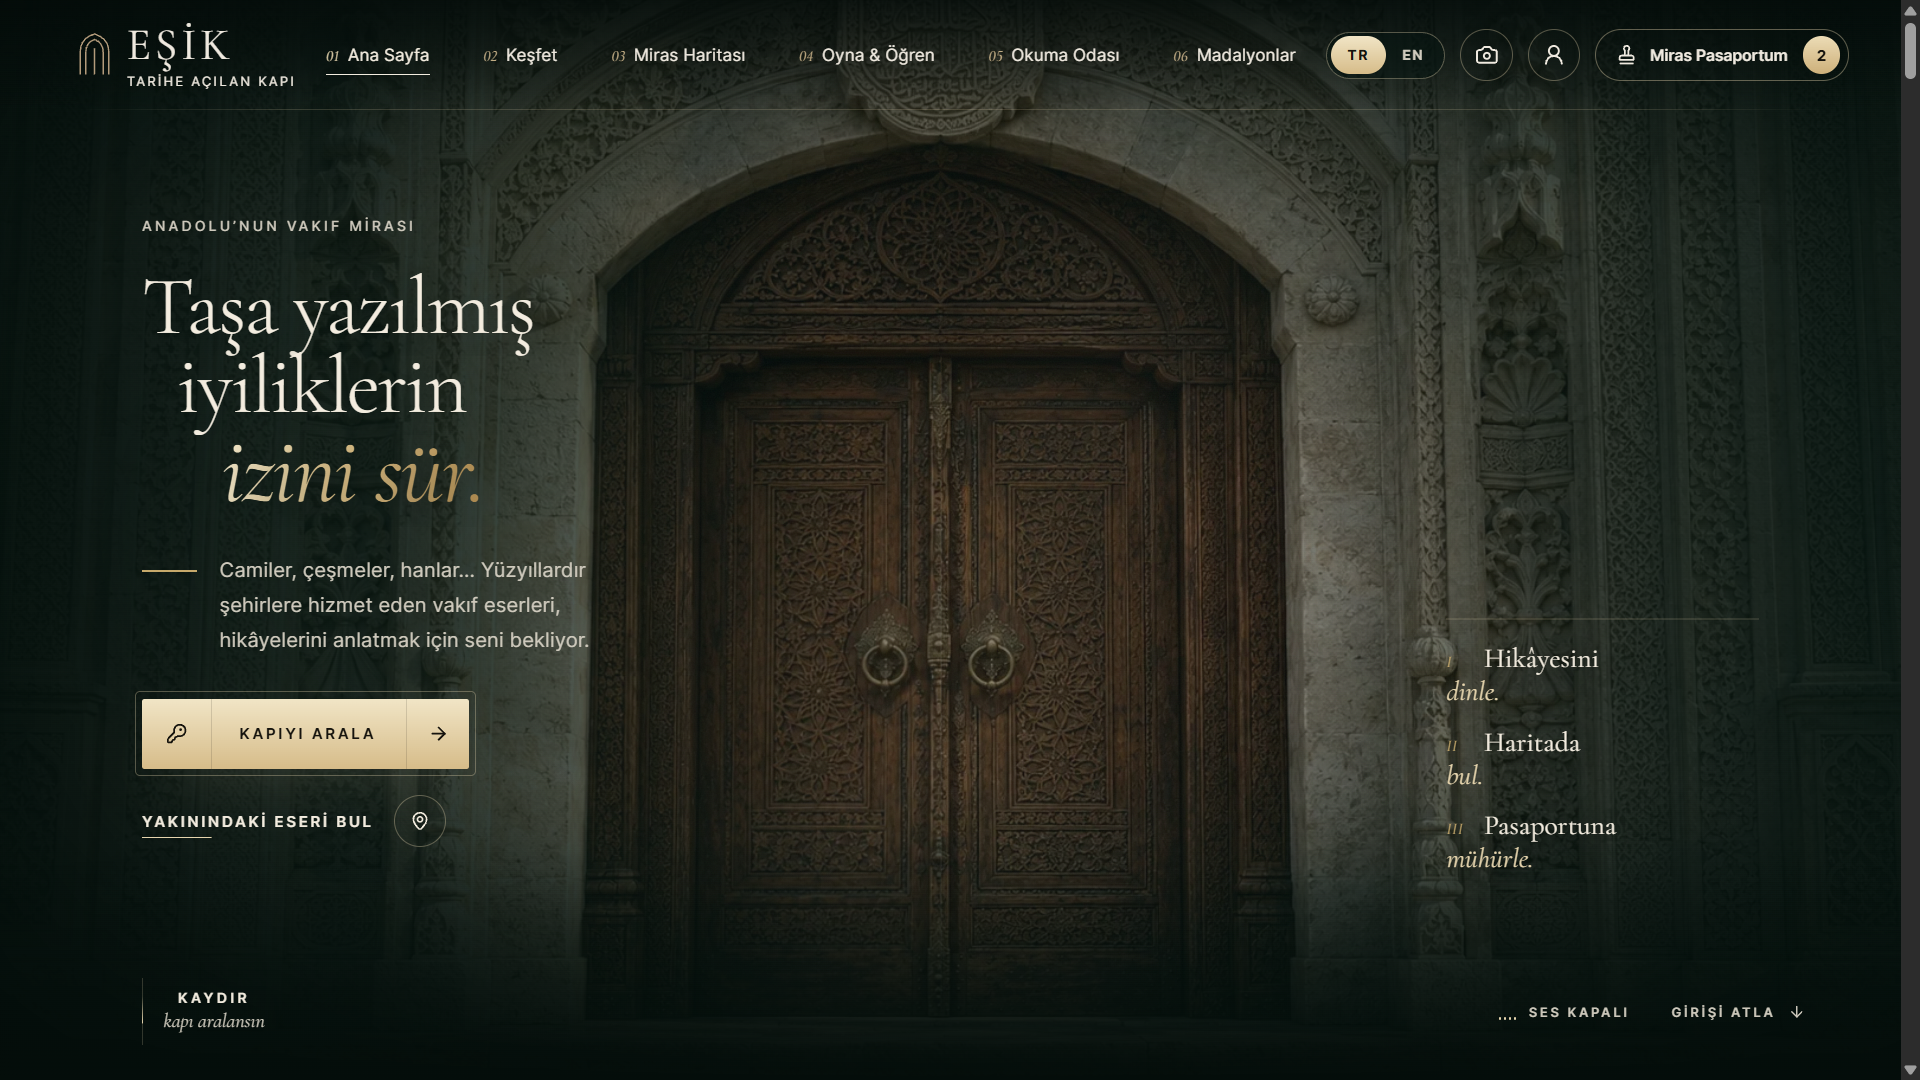 EŞİK
TARİHE AÇILAN KAPI
01 Ana Sayfa
02 Keşfet
03 Miras Haritası
04 Oyna & Öğren
05 Okuma Odası
06 Madalyonlar
TR
EN
Miras Pasaportum
2
ANADOLU’NUN VAKIF MİRASI
Taşa yazılmış
iyiliklerin
izini sür.
Camiler, çeşmeler, hanlar... Yüzyıllardır
şehirlere hizmet eden vakıf eserleri,
hikâyelerini anlatmak için seni bekliyor.
KAPIYI ARALA
YAKININDAKİ ESERİ BUL
I Hikâyesini
dinle.
II Haritada
bul.
III Pasaportuna
mühürle.
KAYDIR
kapı aralansın
SES KAPALI
GİRİŞİ ATLA